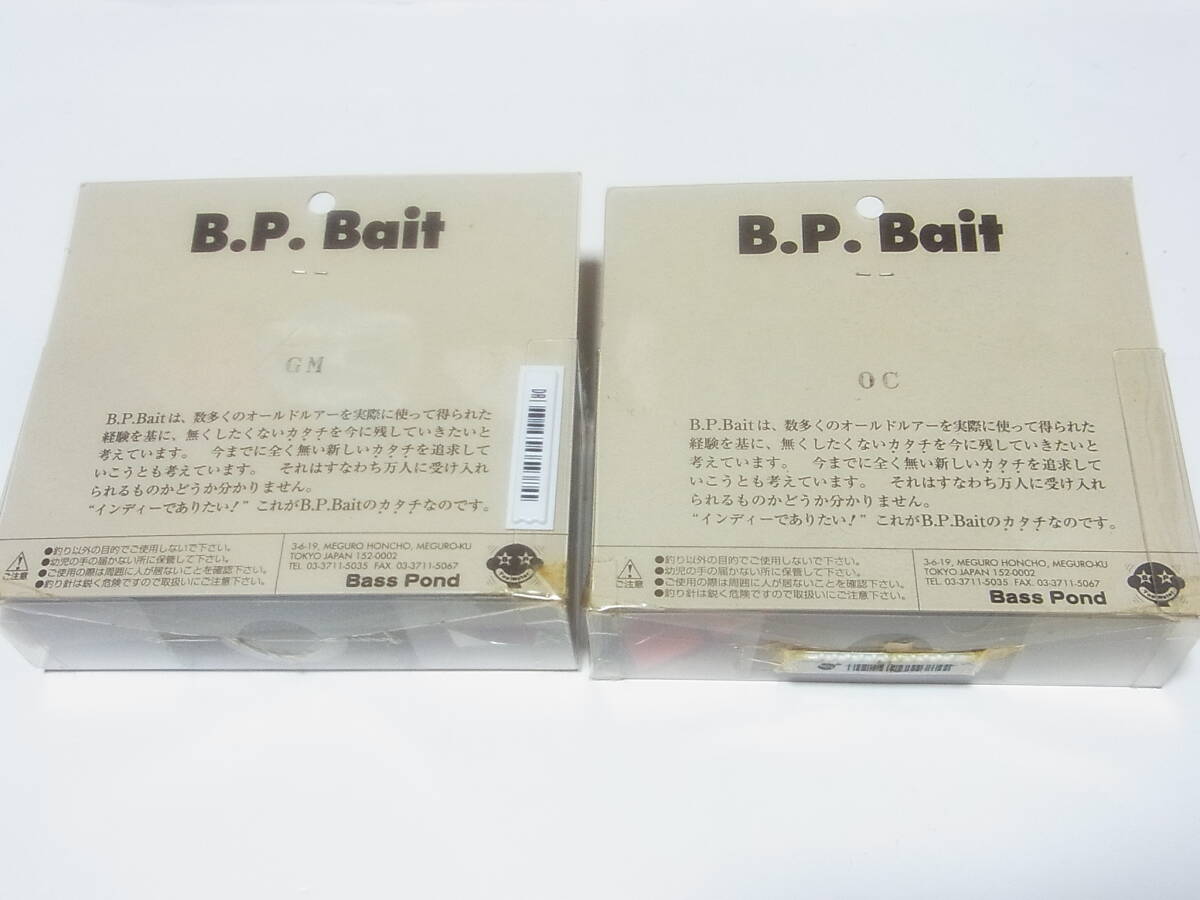 B.P. Bait
GM
B.P.Baitは、数多くのオールドルアーを実際に使って得られた
経験を基に、無くしたくないカタチを今に残していきたいと
考えています。 今までに全く無い新しいカタチを追求して
いこうとも考えています。 それはすなわち万人に受け入れ
られるものかどうか分かりません。
“インディーでありたい!” これがB.P.Baitのカタチなのです。
ご注意
●釣り以外の目的でご使用しないで下さい。
●幼児の手の届かない所に保管して下さい。
●ご使用の際は周囲に人が居ないことを確認下さい。
●釣り針は鋭く危険ですので取扱いにご注意下さい。
3-6-19, MEGURO HONCHO, MEGURO-KU
TOKYO JAPAN 152-0002
TEL. 03-3711-5035 FAX. 03-3711-5067
Bass Pond
B.P. Bait
OC
B.P.Baitは、数多くのオールドルアーを実際に使って得られた
経験を基に、無くしたくないカタチを今に残していきたいと
考えています。 今までに全く無い新しいカタチを追求して
いこうとも考えています。 それはすなわち万人に受け入れ
られるものかどうか分かりません。
“インディーでありたい!” これがB.P.Baitのカタチなのです。
ご注意
●釣り以外の目的でご使用しないで下さい。
●幼児の手の届かない所に保管して下さい。
●ご使用の際は周囲に人が居ないことを確認下さい。
●釣り針は鋭く危険ですので取扱いにご注意下さい。
3-6-19, MEGURO HONCHO, MEGURO-KU
TOKYO JAPAN 152-0002
TEL. 03-3711-5035 FAX. 03-3711-5067
Bass Pond